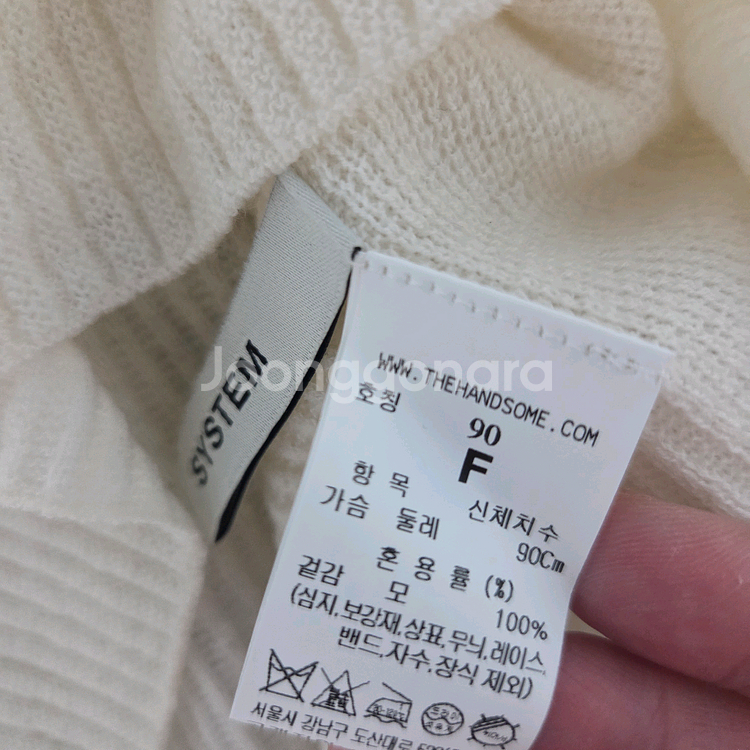 SYSTEM
Joonggonara
WWW.THEHANDSOME.COM
호칭
90
F
항 목 신체치수
가슴 둘레 90Cm
혼 용 률 (%)
겉감 모 100%
(심지,보강재,상표,무늬,레이스,
밴드,자수,장식 제외)
서울시 강남구 도산대로